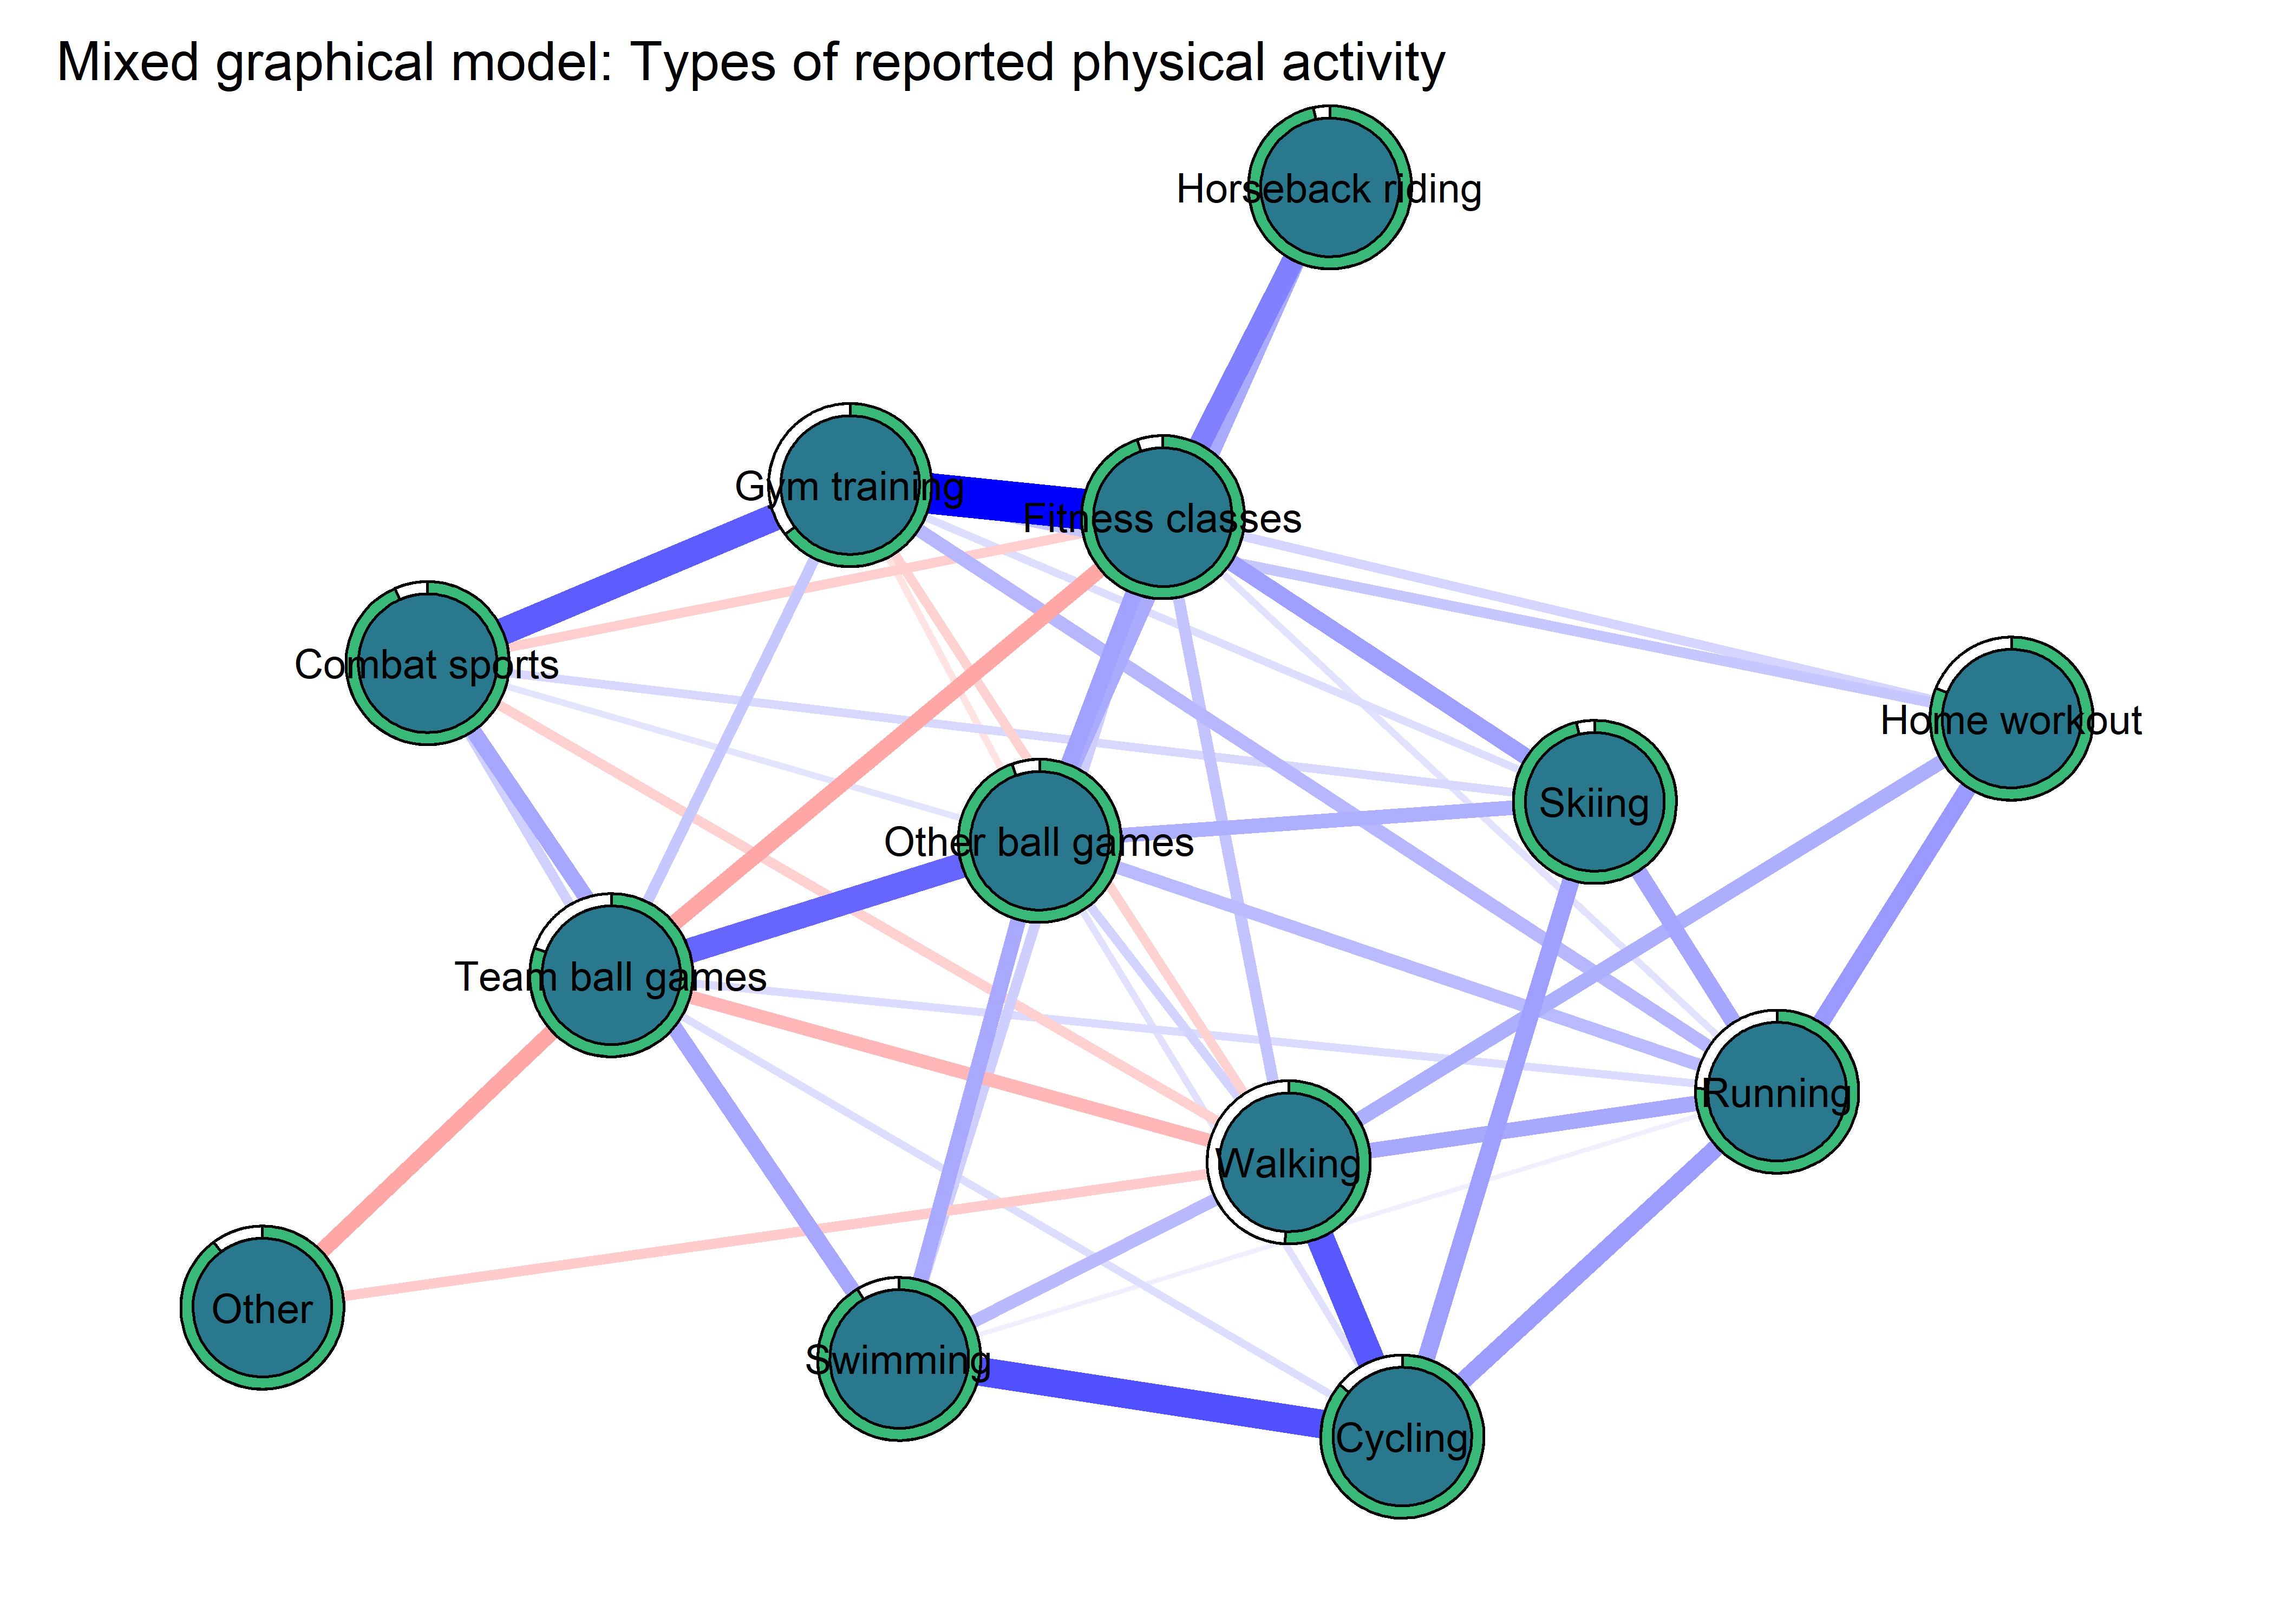 Mixed graphical model: Types of reported physical activity
Horseback riding
Gym training
Fitness classes
Combat sports
Home workout
Skiing
Other ball games
Team ball games
Running
Walking
Other
Swimming
Cycling